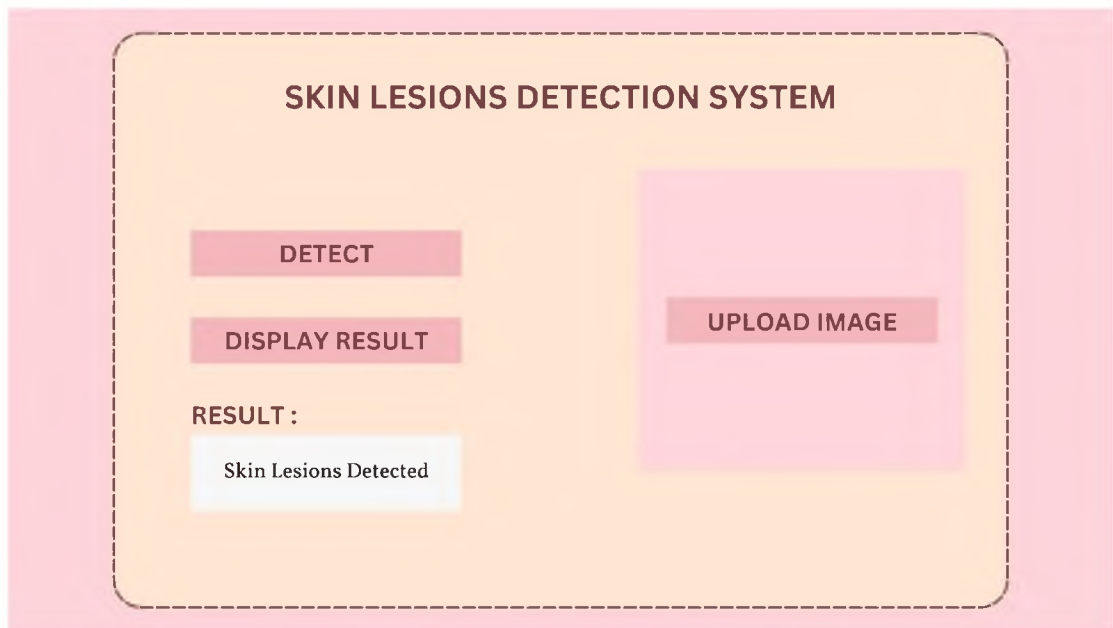 SKIN LESIONS DETECTION SYSTEM
DETECT
DISPLAY RESULT
RESULT :
Skin Lesions Detected
UPLOAD IMAGE